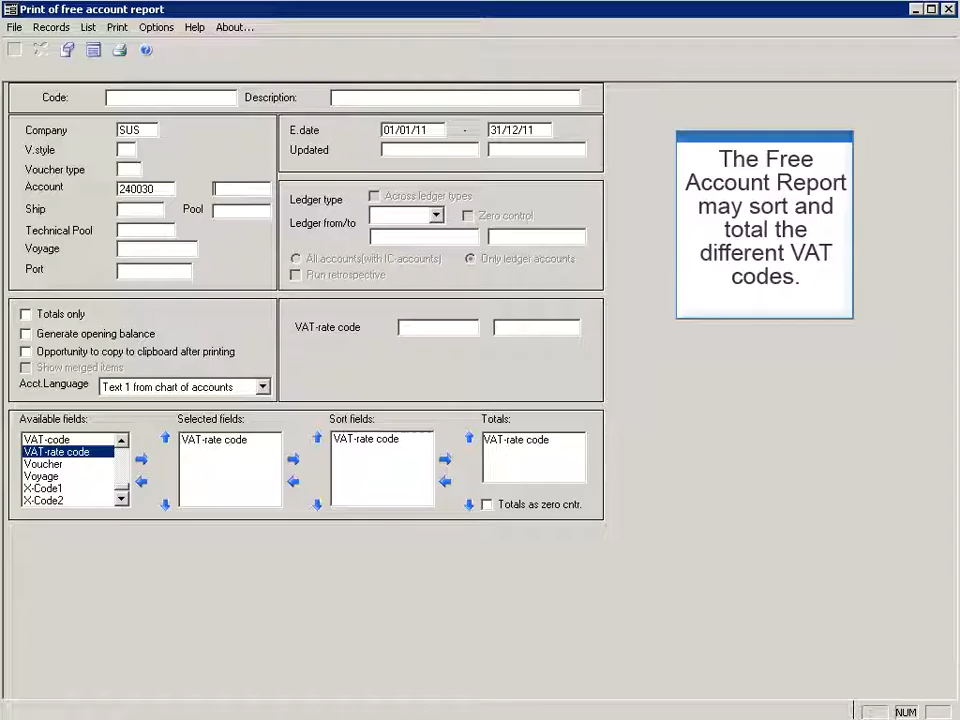 Print of free account report
File Records List Print Options Help About...
Code: Description:
Company SUS
V.style
Voucher type
Account 240030
Ship Pool
Technical Pool
Voyage
Port
E.date 01/01/11 - 31/12/11
Updated
Ledger type Across ledger types
Ledger from/to Zero control
All accounts(with IC-accounts) Only ledger accounts
Run retrospective
Totals only
Generate opening balance
Opportunity to copy to clipboard after printing
Show merged items
Acct.Language Text 1 from chart of accounts
VAT-rate code
Available fields: Selected fields: Sort fields: Totals:
VAT-code
VAT-rate code
Voucher
Voyage
X-Code1
X-Code2
VAT-rate code
VAT-rate code
VAT-rate code
Totals as zero cntr.
The Free
Account Report
may sort and
total the
different VAT
codes.
NUM